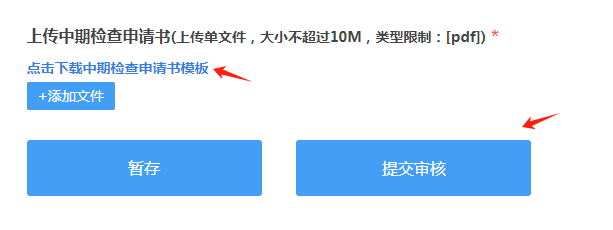 上传中期检查申请书(上传单文件，大小不超过10M，类型限制：[pdf]) *
点击下载中期检查申请书模板
+添加文件
暂存
提交审核